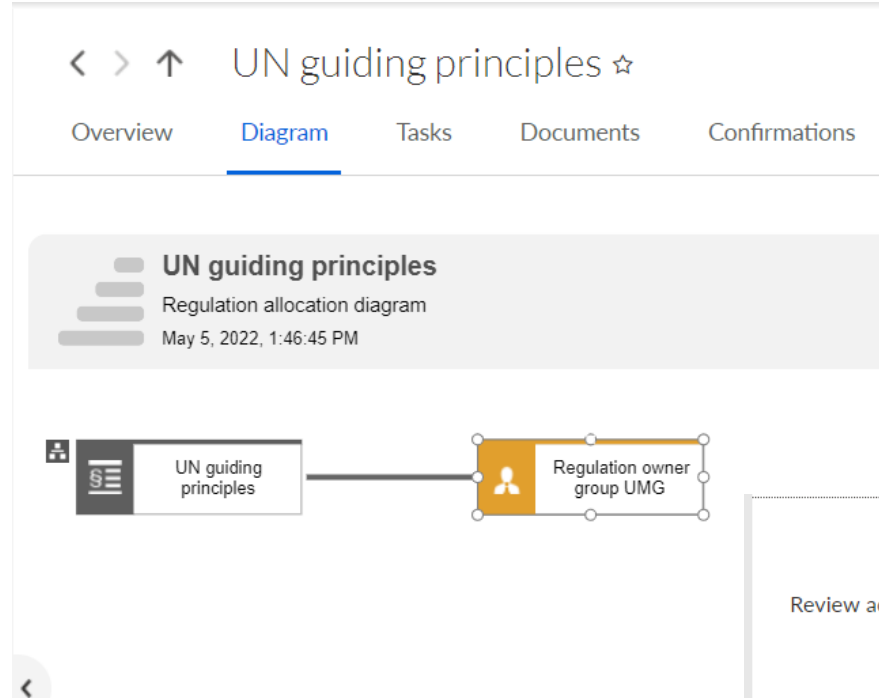 UN guiding principles
Overview Diagram Tasks Documents Confirmations
UN guiding principles
Regulation allocation diagram
May 5, 2022, 1:46:45 PM
§
UN guiding
principles
Regulation owner
group UMG
Review